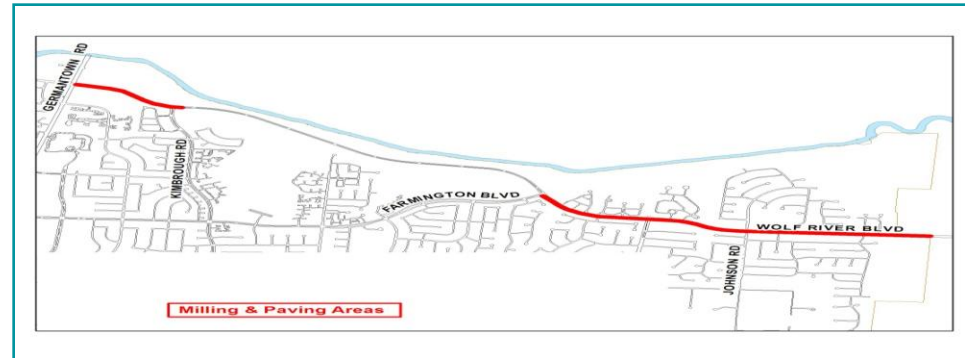 GERMANTOWN RD
KIMBROUGH RD
FARMINGTON BLVD
WOLF RIVER BLVD
JOHNSON RD
Milling & Paving Areas